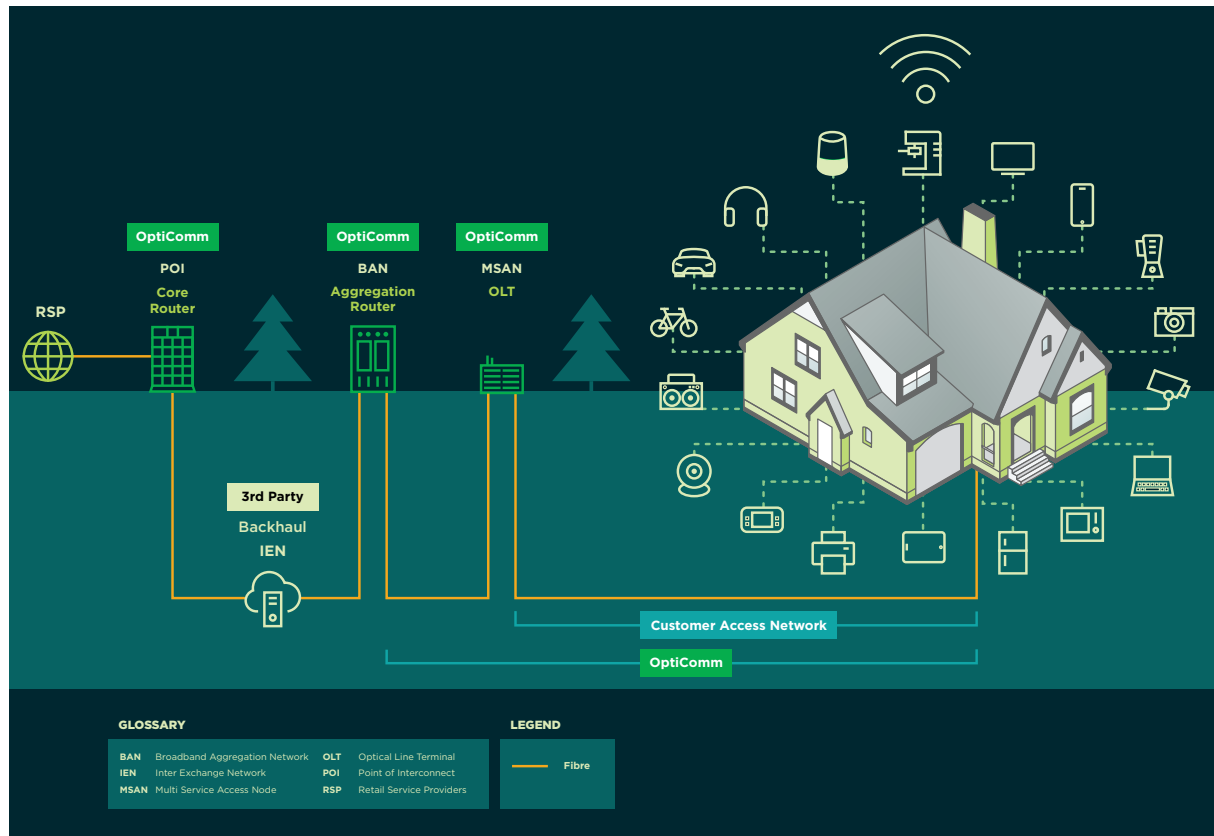 OptiComm
POI
Core
Router
OptiComm
BAN
Aggregation
Router
OptiComm
MSAN
OLT
RSP
3rd Party
Backhaul
IEN
Customer Access Network
OptiComm
GLOSSARY
BAN Broadband Aggregation Network OLT Optical Line Terminal
IEN Inter Exchange Network POI Point of Interconnect
MSAN Multi Service Access Node RSP Retail Service Providers
LEGEND
Fibre